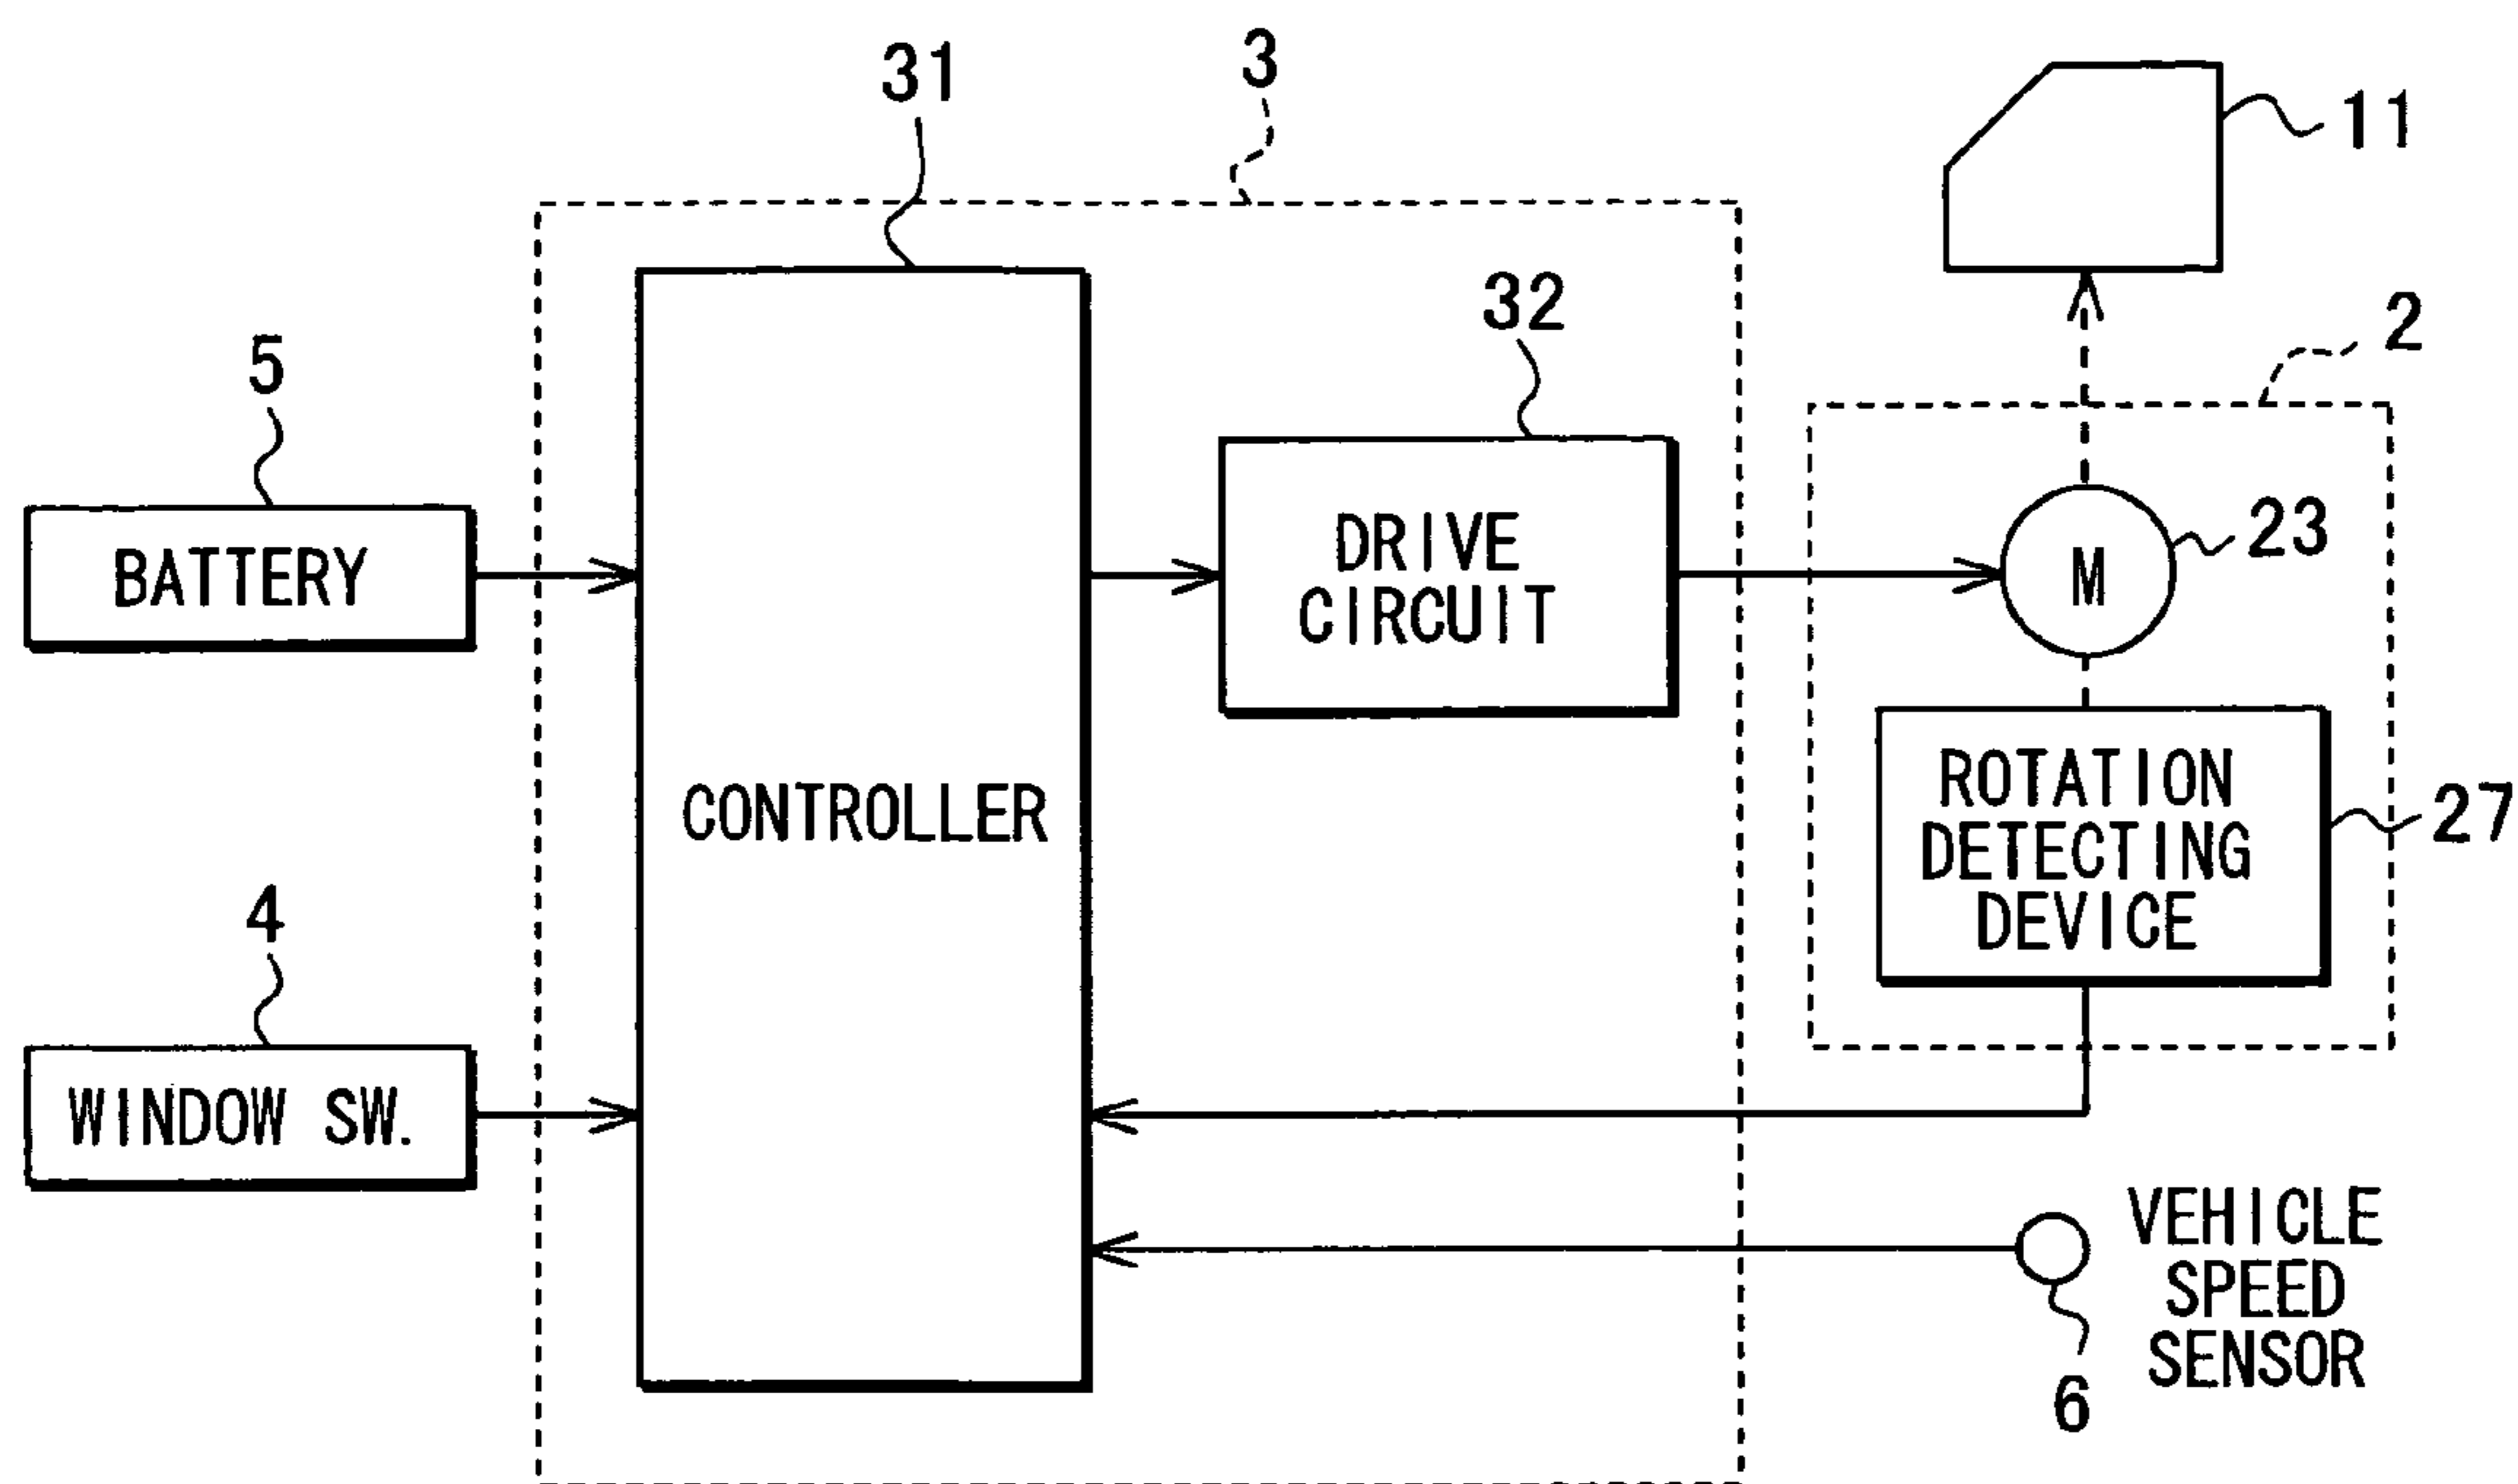 3
31
11
32
2
5
BATTERY
DRIVE
CIRCUIT
M
23
CONTROLLER
ROTATION
DETECTING
DEVICE
27
4
WINDOW SW.
VEHICLE
SPEED
SENSOR
6